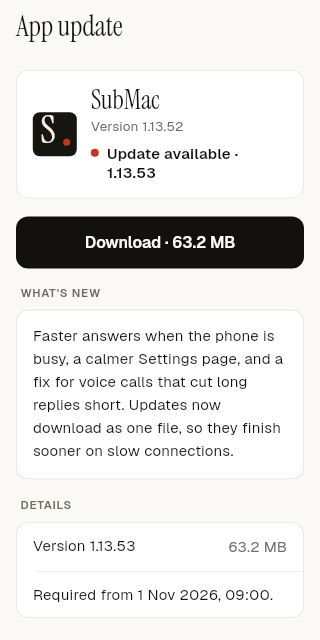 App update
S.
SubMac
Version 1.13.52
Update available ·
1.13.53
Download · 63.2 MB
WHAT'S NEW
Faster answers when the phone is
busy, a calmer Settings page, and a
fix for voice calls that cut long
replies short. Updates now
download as one file, so they finish
sooner on slow connections.
DETAILS
Version 1.13.53 63.2 MB
Required from 1 Nov 2026, 09:00.